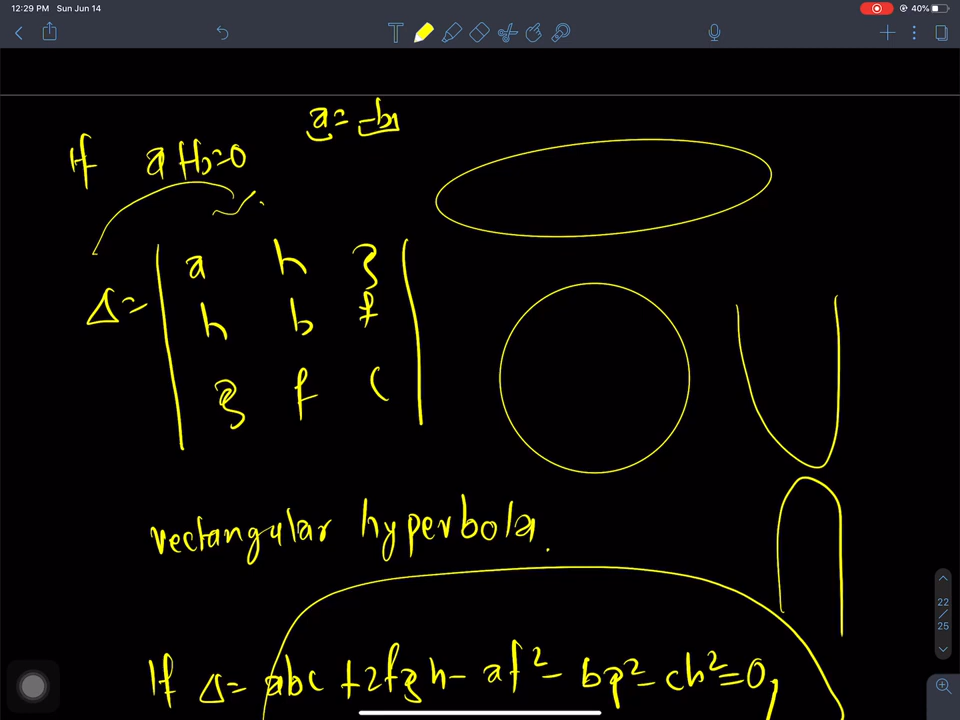 12:29 PM Sun Jun 14
40%
T
a = -b
If a+b=0
Δ= | a h g |
| h b f |
| g f c |
rectangular hyperbola.
22
/
25
If Δ= abc +2fgh- af²- bg²- ch²=0,